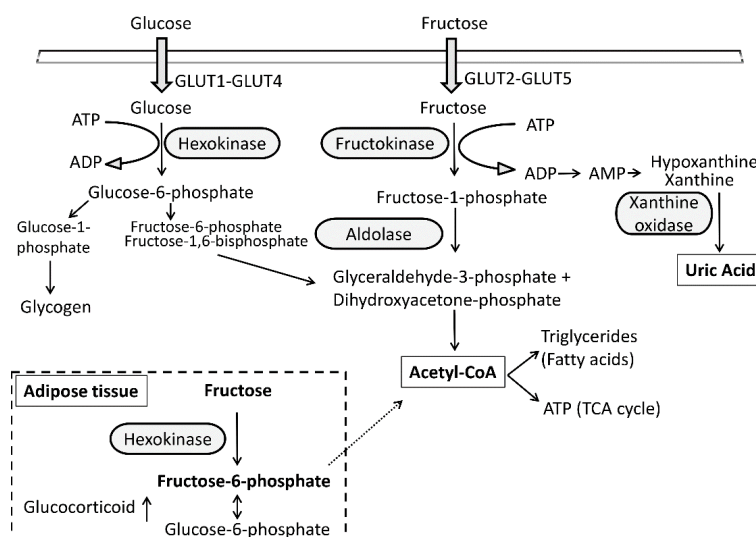 Glucose
Fructose
GLUT1-GLUT4
GLUT2-GLUT5
Glucose
Fructose
ATP
Hexokinase
ADP
Fructokinase
ATP
ADP
AMP
Hypoxanthine
Xanthine
Glucose-6-phosphate
Fructose-1-phosphate
Xanthine
oxidase
Glucose-1-
phosphate
Fructose-6-phosphate
Fructose-1,6-bisphosphate
Aldolase
Uric Acid
Glycogen
Glyceraldehyde-3-phosphate +
Dihydroxyacetone-phosphate
Acetyl-CoA
Triglycerides
(Fatty acids)
ATP (TCA cycle)
Adipose tissue
Fructose
Hexokinase
Fructose-6-phosphate
Glucocorticoid
Glucose-6-phosphate